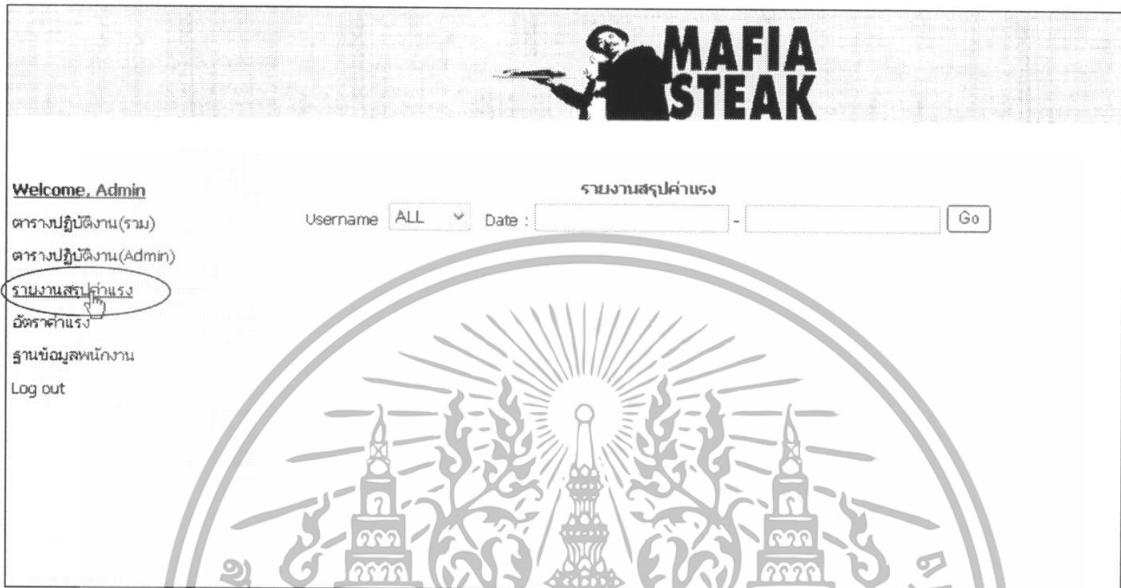 MAFIA
STEAK
Welcome, Admin
ตารางปฏิบัติงาน(รวม)
ตารางปฏิบัติงาน(Admin)
รายงานสรุปค่าแรง
อัตราค่าแรง
ฐานข้อมูลพนักงาน
Log out
รายงานสรุปค่าแรง
Username ALL Date : - Go